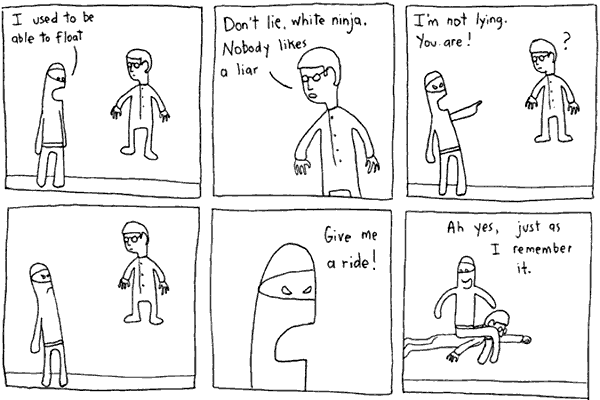 I used to be
able to float
Don't lie, white ninja.
Nobody likes
a liar
I'm not lying.
You are!
?
Give me
a ride!
Ah yes, just as
I remember
it.